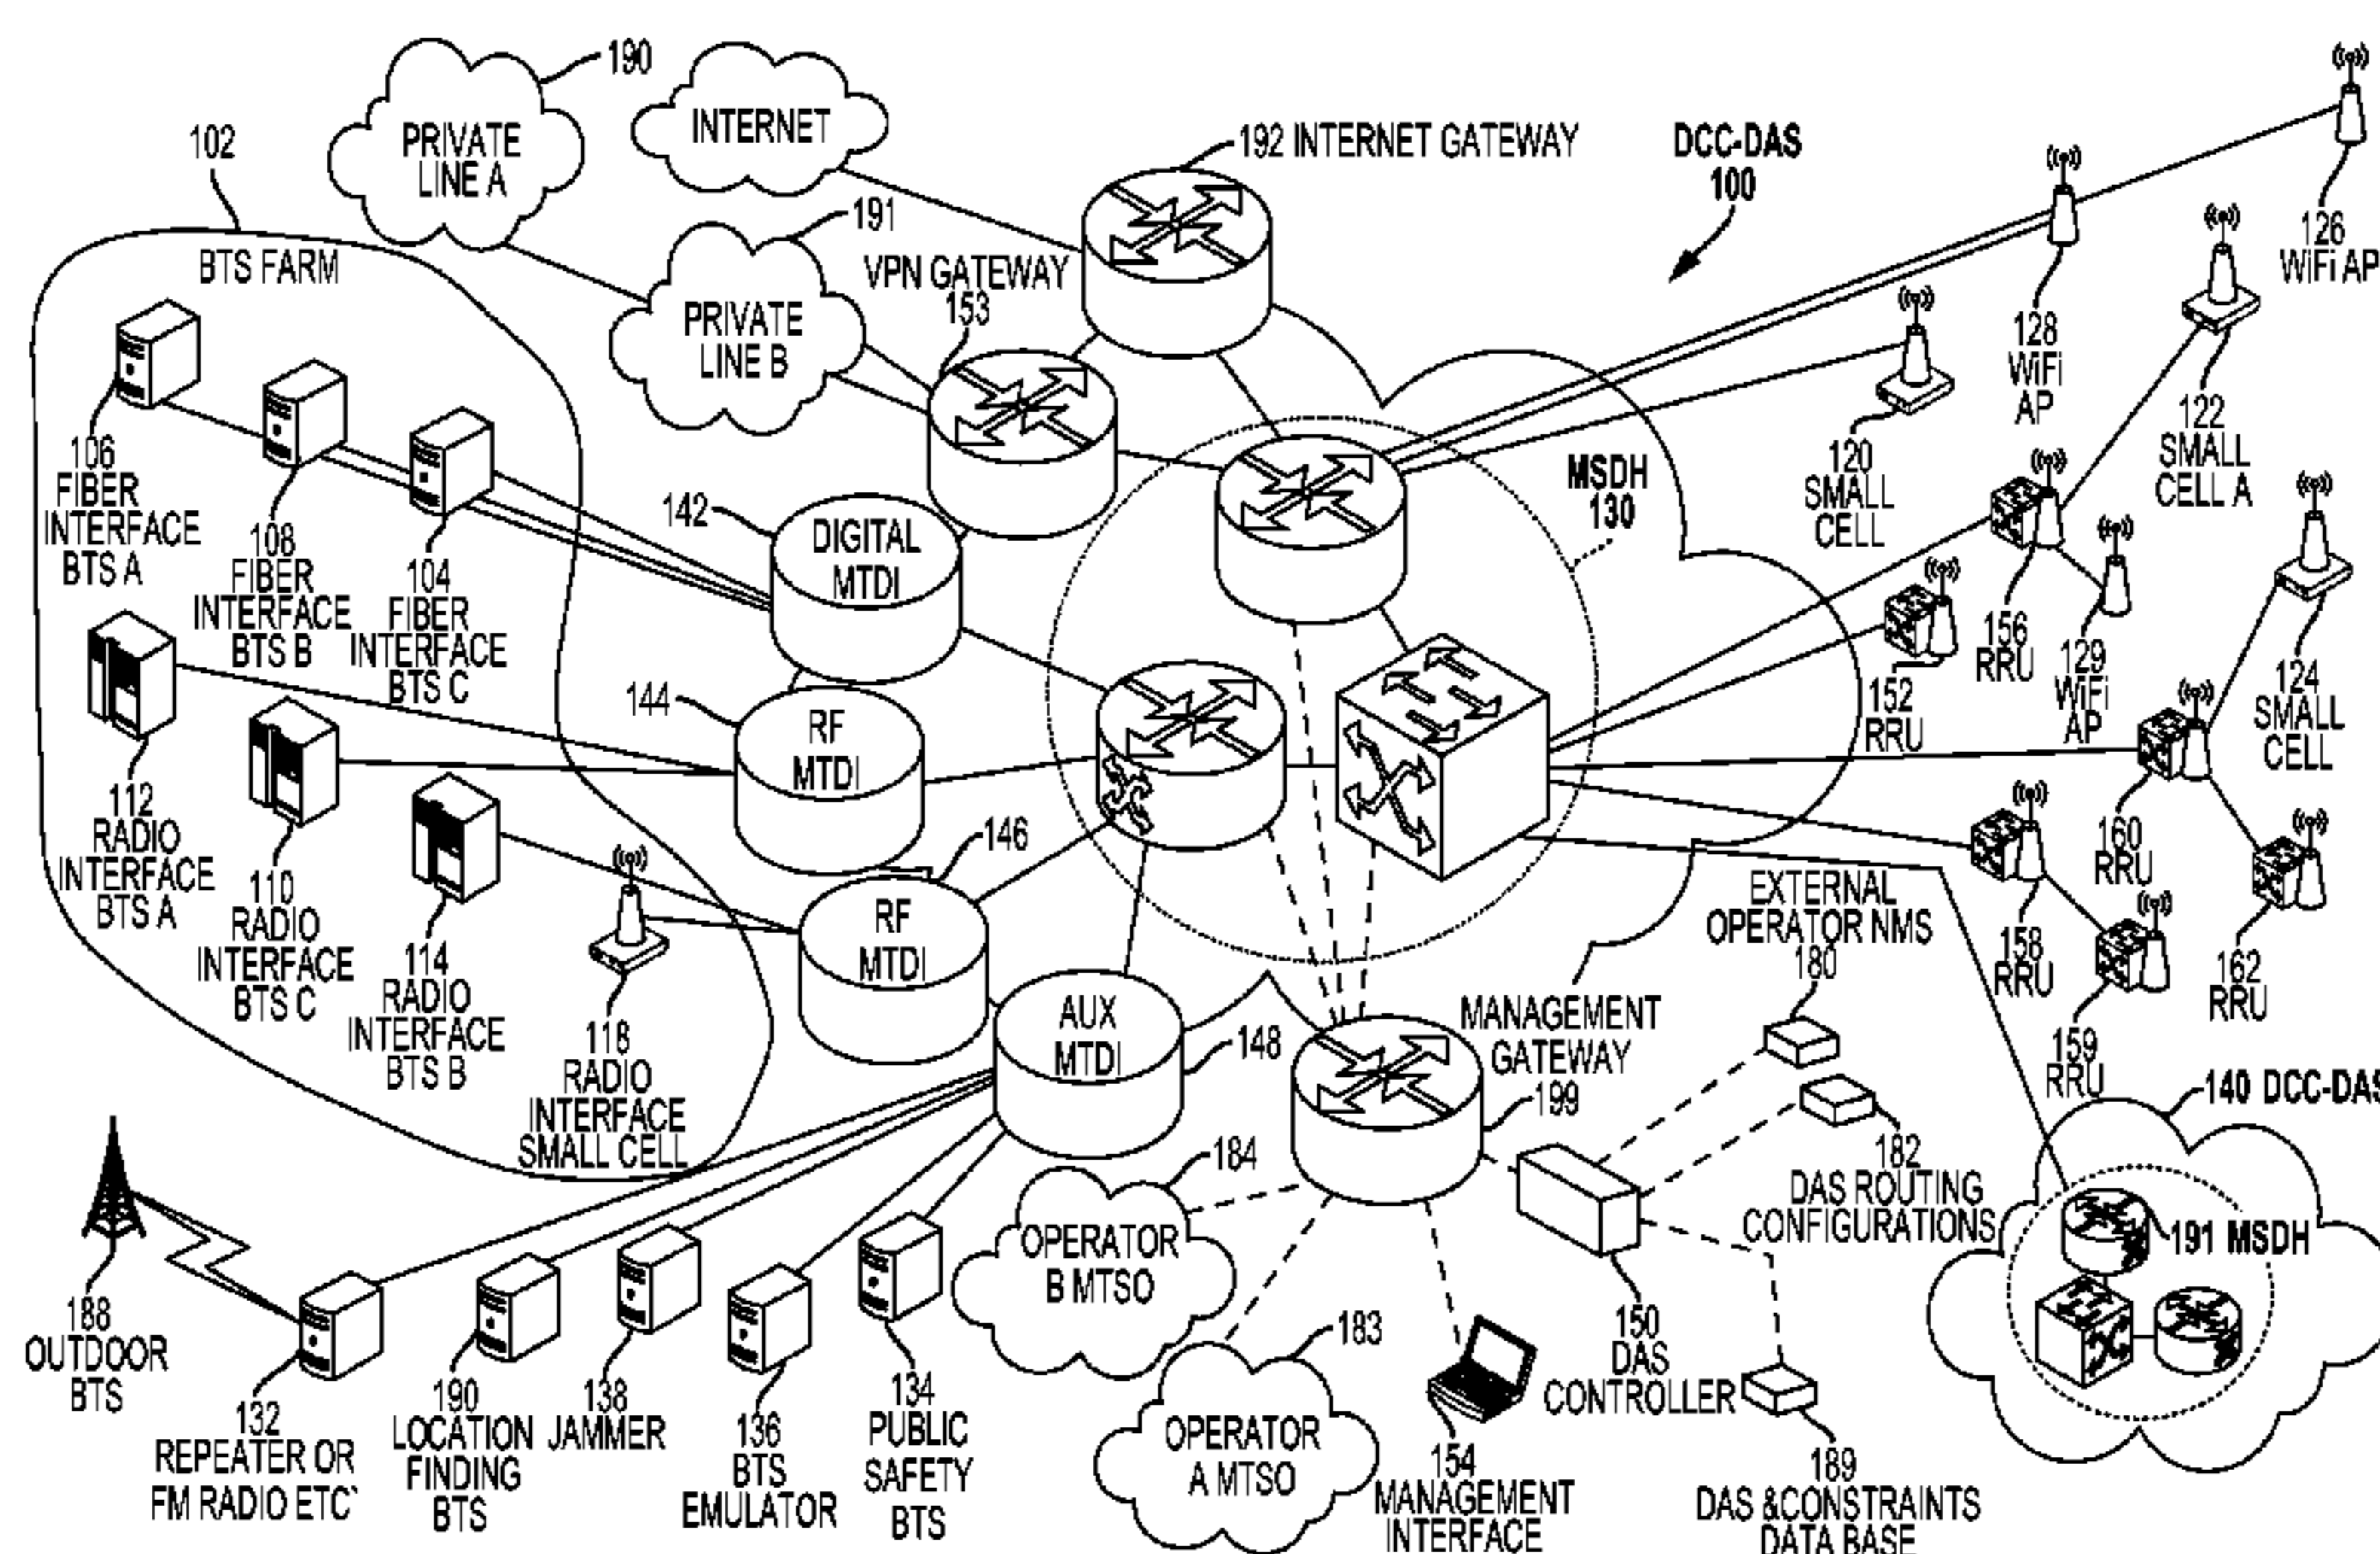 190
PRIVATE
LINE A
INTERNET
192 INTERNET GATEWAY
DCC-DAS
100
102
BTS FARM
191
PRIVATE
LINE B
VPN GATEWAY
153
126
WiFi AP
128
WiFi
AP
122
SMALL
CELL A
120
SMALL
CELL
MSDH
130
106
FIBER
INTERFACE
BTS A
108
FIBER
INTERFACE
BTS B
104
FIBER
INTERFACE
BTS C
142
DIGITAL
MTDI
144
RF
MTDI
146
RF
MTDI
AUX
MTDI
148
152
RRU
156
RRU
129
WiFi
AP
124
SMALL
CELL
160
RRU
158
RRU
159
RRU
162
RRU
112
RADIO
INTERFACE
BTS A
110
RADIO
INTERFACE
BTS C
114
RADIO
INTERFACE
BTS B
118
RADIO
INTERFACE
SMALL CELL
EXTERNAL
OPERATOR NMS
180
MANAGEMENT
GATEWAY
199
182
DAS ROUTING
CONFIGURATIONS
140 DCC-DAS
191 MSDH
184
OPERATOR
B MTSO
183
OPERATOR
A MTSO
188
OUTDOOR
BTS
132
REPEATER OR
FM RADIO ETC`
190
LOCATION
FINDING
BTS
138
JAMMER
136
BTS
EMULATOR
134
PUBLIC
SAFETY
BTS
154
MANAGEMENT
INTERFACE
150
DAS
CONTROLLER
189
DAS &CONSTRAINTS
DATA BASE